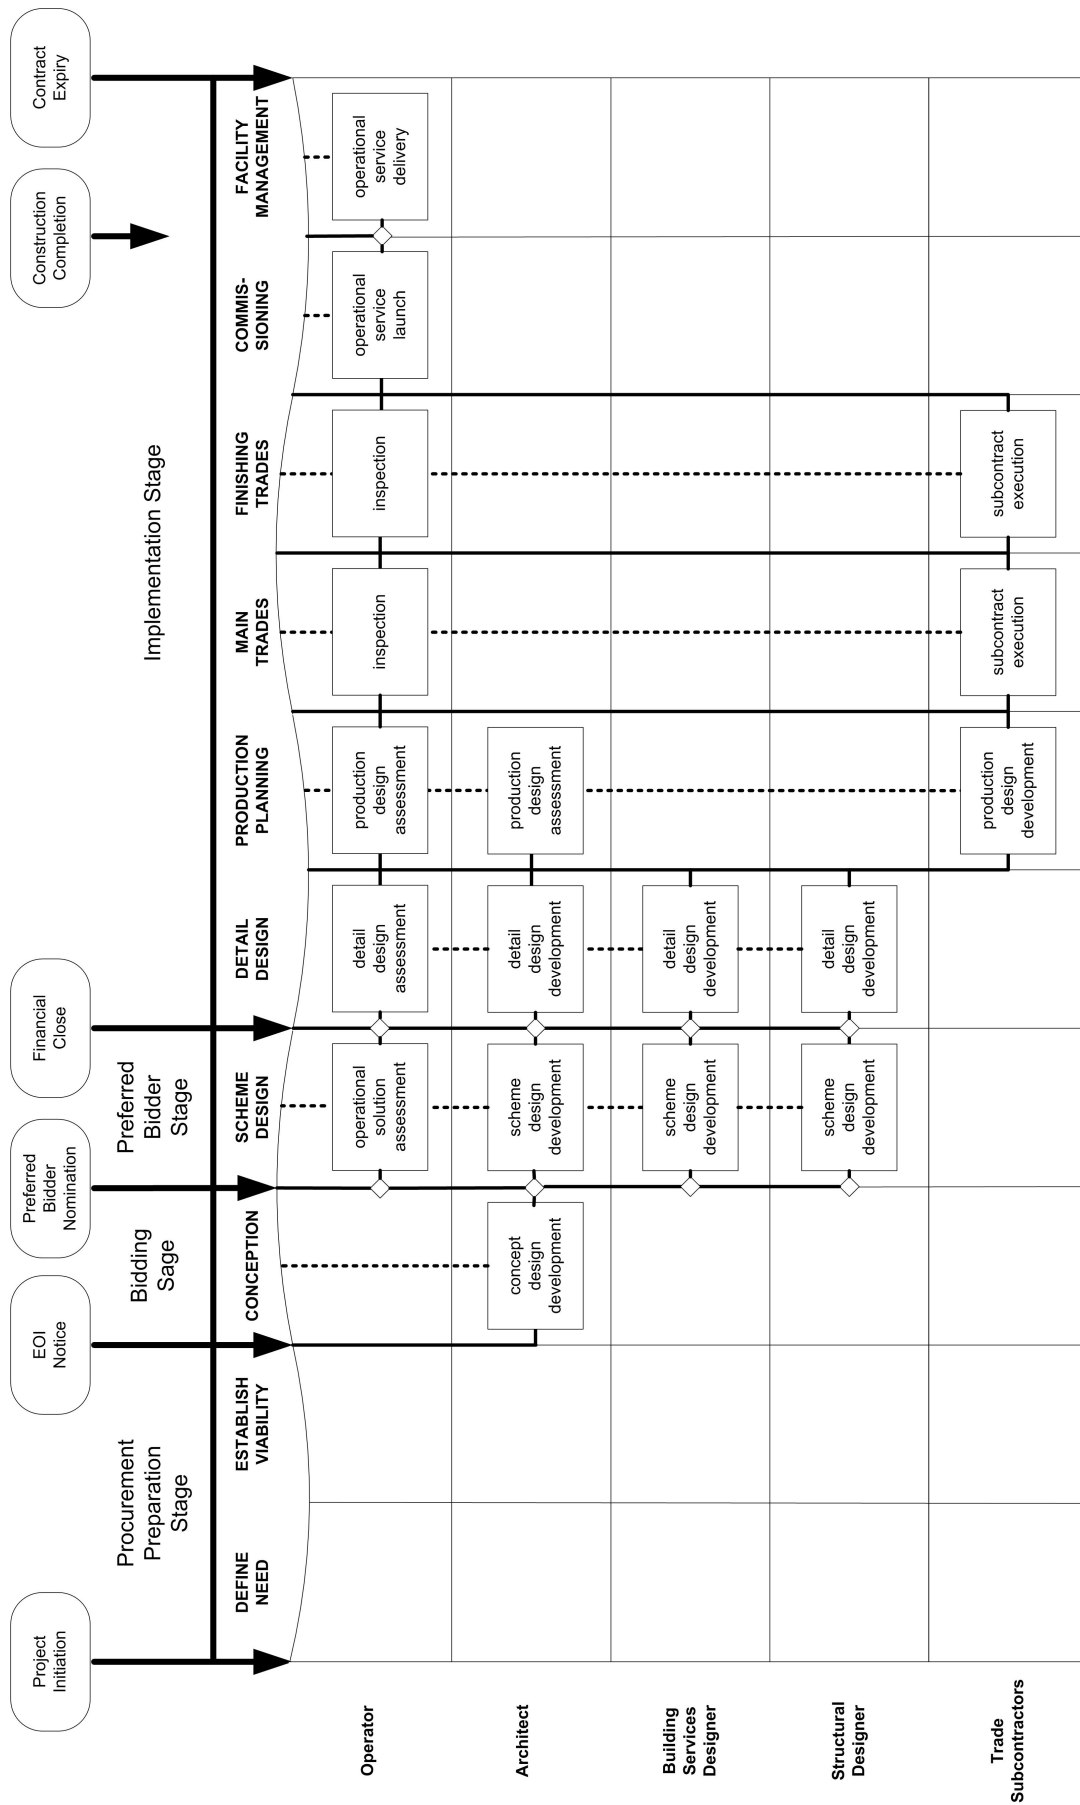 Project
Initiation
EOI
Notice
Preferred
Bidder
Nomination
Financial
Close
Construction
Completion
Contract
Expiry
Procurement
Preparation
Stage
Bidding
Sage
Preferred
Bidder
Stage
Implementation Stage
DEFINE
NEED
ESTABLISH
VIABILITY
CONCEPTION
SCHEME
DESIGN
DETAIL
DESIGN
PRODUCTION
PLANNING
MAIN
TRADES
FINISHING
TRADES
COMMIS-
SIONING
FACILITY
MANAGEMENT
Operator
operational
solution
assessment
detail
design
assessment
production
design
assessment
inspection
inspection
operational
service
launch
operational
service
delivery
Architect
concept
design
development
scheme
design
development
detail
design
development
production
design
assessment
Building
Services
Designer
scheme
design
development
detail
design
development
Structural
Designer
scheme
design
development
detail
design
development
Trade
Subcontractors
production
design
development
subcontract
execution
subcontract
execution